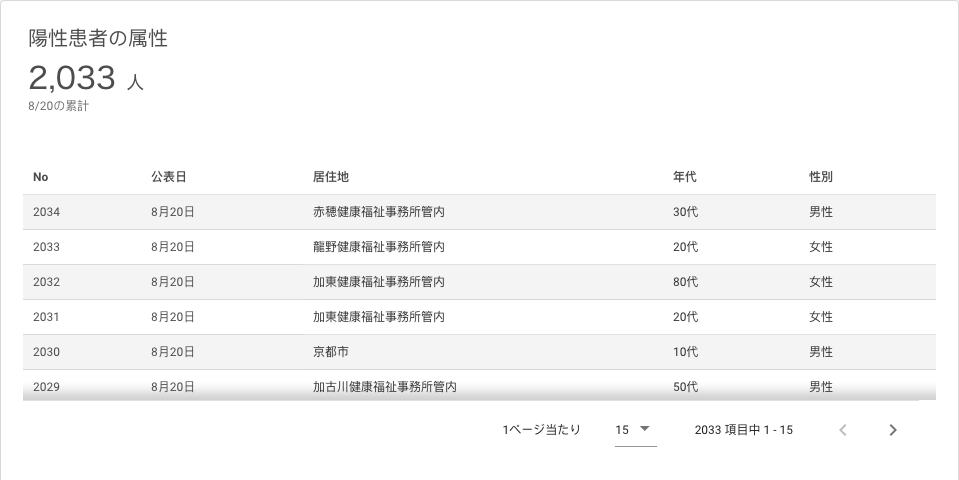 陽性患者の属性
2,033 人
8/20の累計
No 公表日 居住地 年代 性別
2034 8月20日 赤穂健康福祉事務所管内 30代 男性
2033 8月20日 龍野健康福祉事務所管内 20代 女性
2032 8月20日 加東健康福祉事務所管内 80代 女性
2031 8月20日 加東健康福祉事務所管内 20代 女性
2030 8月20日 京都市 10代 男性
2029 8月20日 加古川健康福祉事務所管内 50代 男性
1ページ当たり 15 2033 項目中 1 - 15